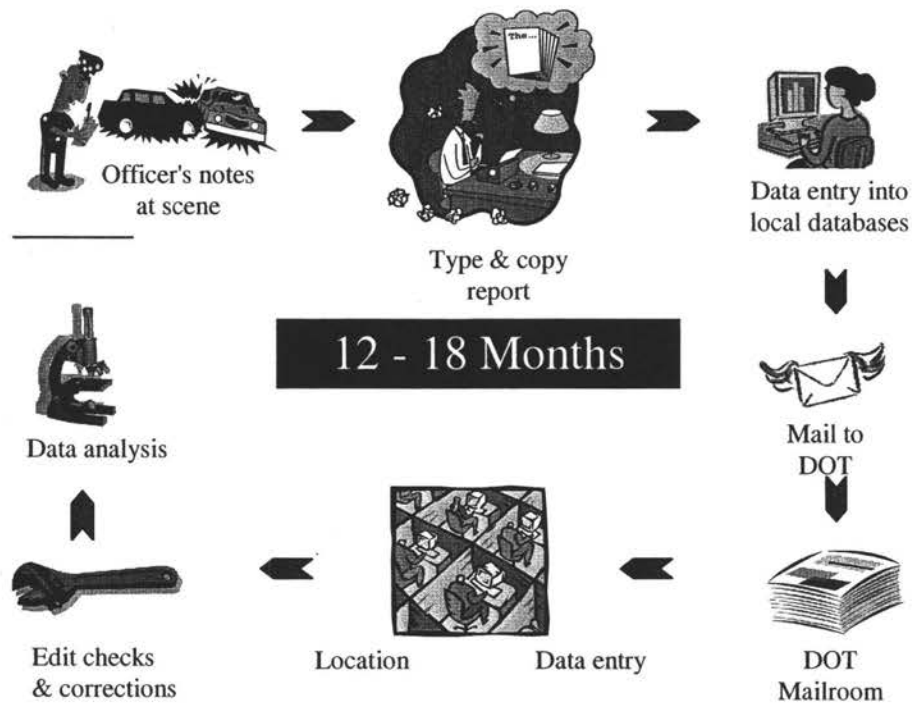 The...
Officer's notes
at scene
Type & copy
report
Data entry into
local databases
12 - 18 Months
Mail to
DOT
DOT
Mailroom
Location
Data entry
Edit checks
& corrections
Data analysis